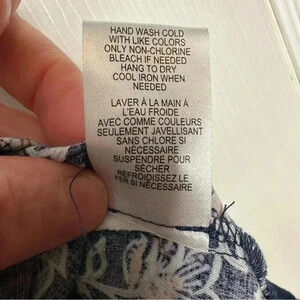 HAND WASH COLD
WITH LIKE COLORS
ONLY NON-CHLORINE
BLEACH IF NEEDED
HANG TO DRY
COOL IRON WHEN
NEEDED
LAVER À LA MAIN À
L'EAU FROIDE
AVEC COMME COULEURS
SEULEMENT JAVELLISANT
SANS CHLORE SI
NÉCESSAIRE
SUSPENDRE POUR
SÉCHER
REFROIDISSEZ LE
FER SI NÉCESSAIRE